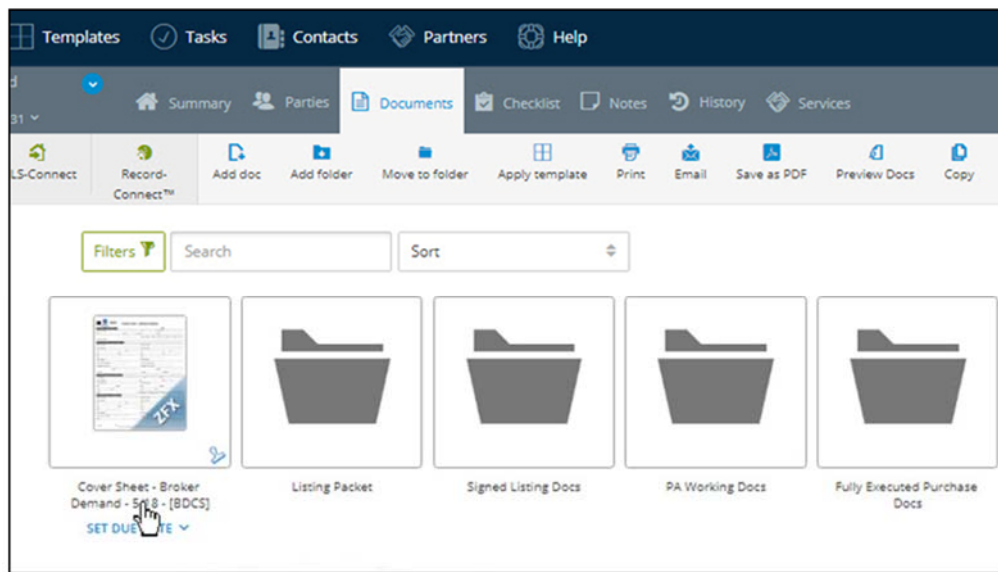 Templates Tasks Contacts Partners Help
d
31
Summary Parties Documents Checklist Notes History Services
LS-Connect Record- Add doc Add folder Move to folder Apply template Print Email Save as PDF Preview Docs Copy
Connect™
Filters Search Sort
ZFX
Cover Sheet - Broker Listing Packet Signed Listing Docs PA Working Docs Fully Executed Purchase
Demand - [BDCS] Docs
SET DUE